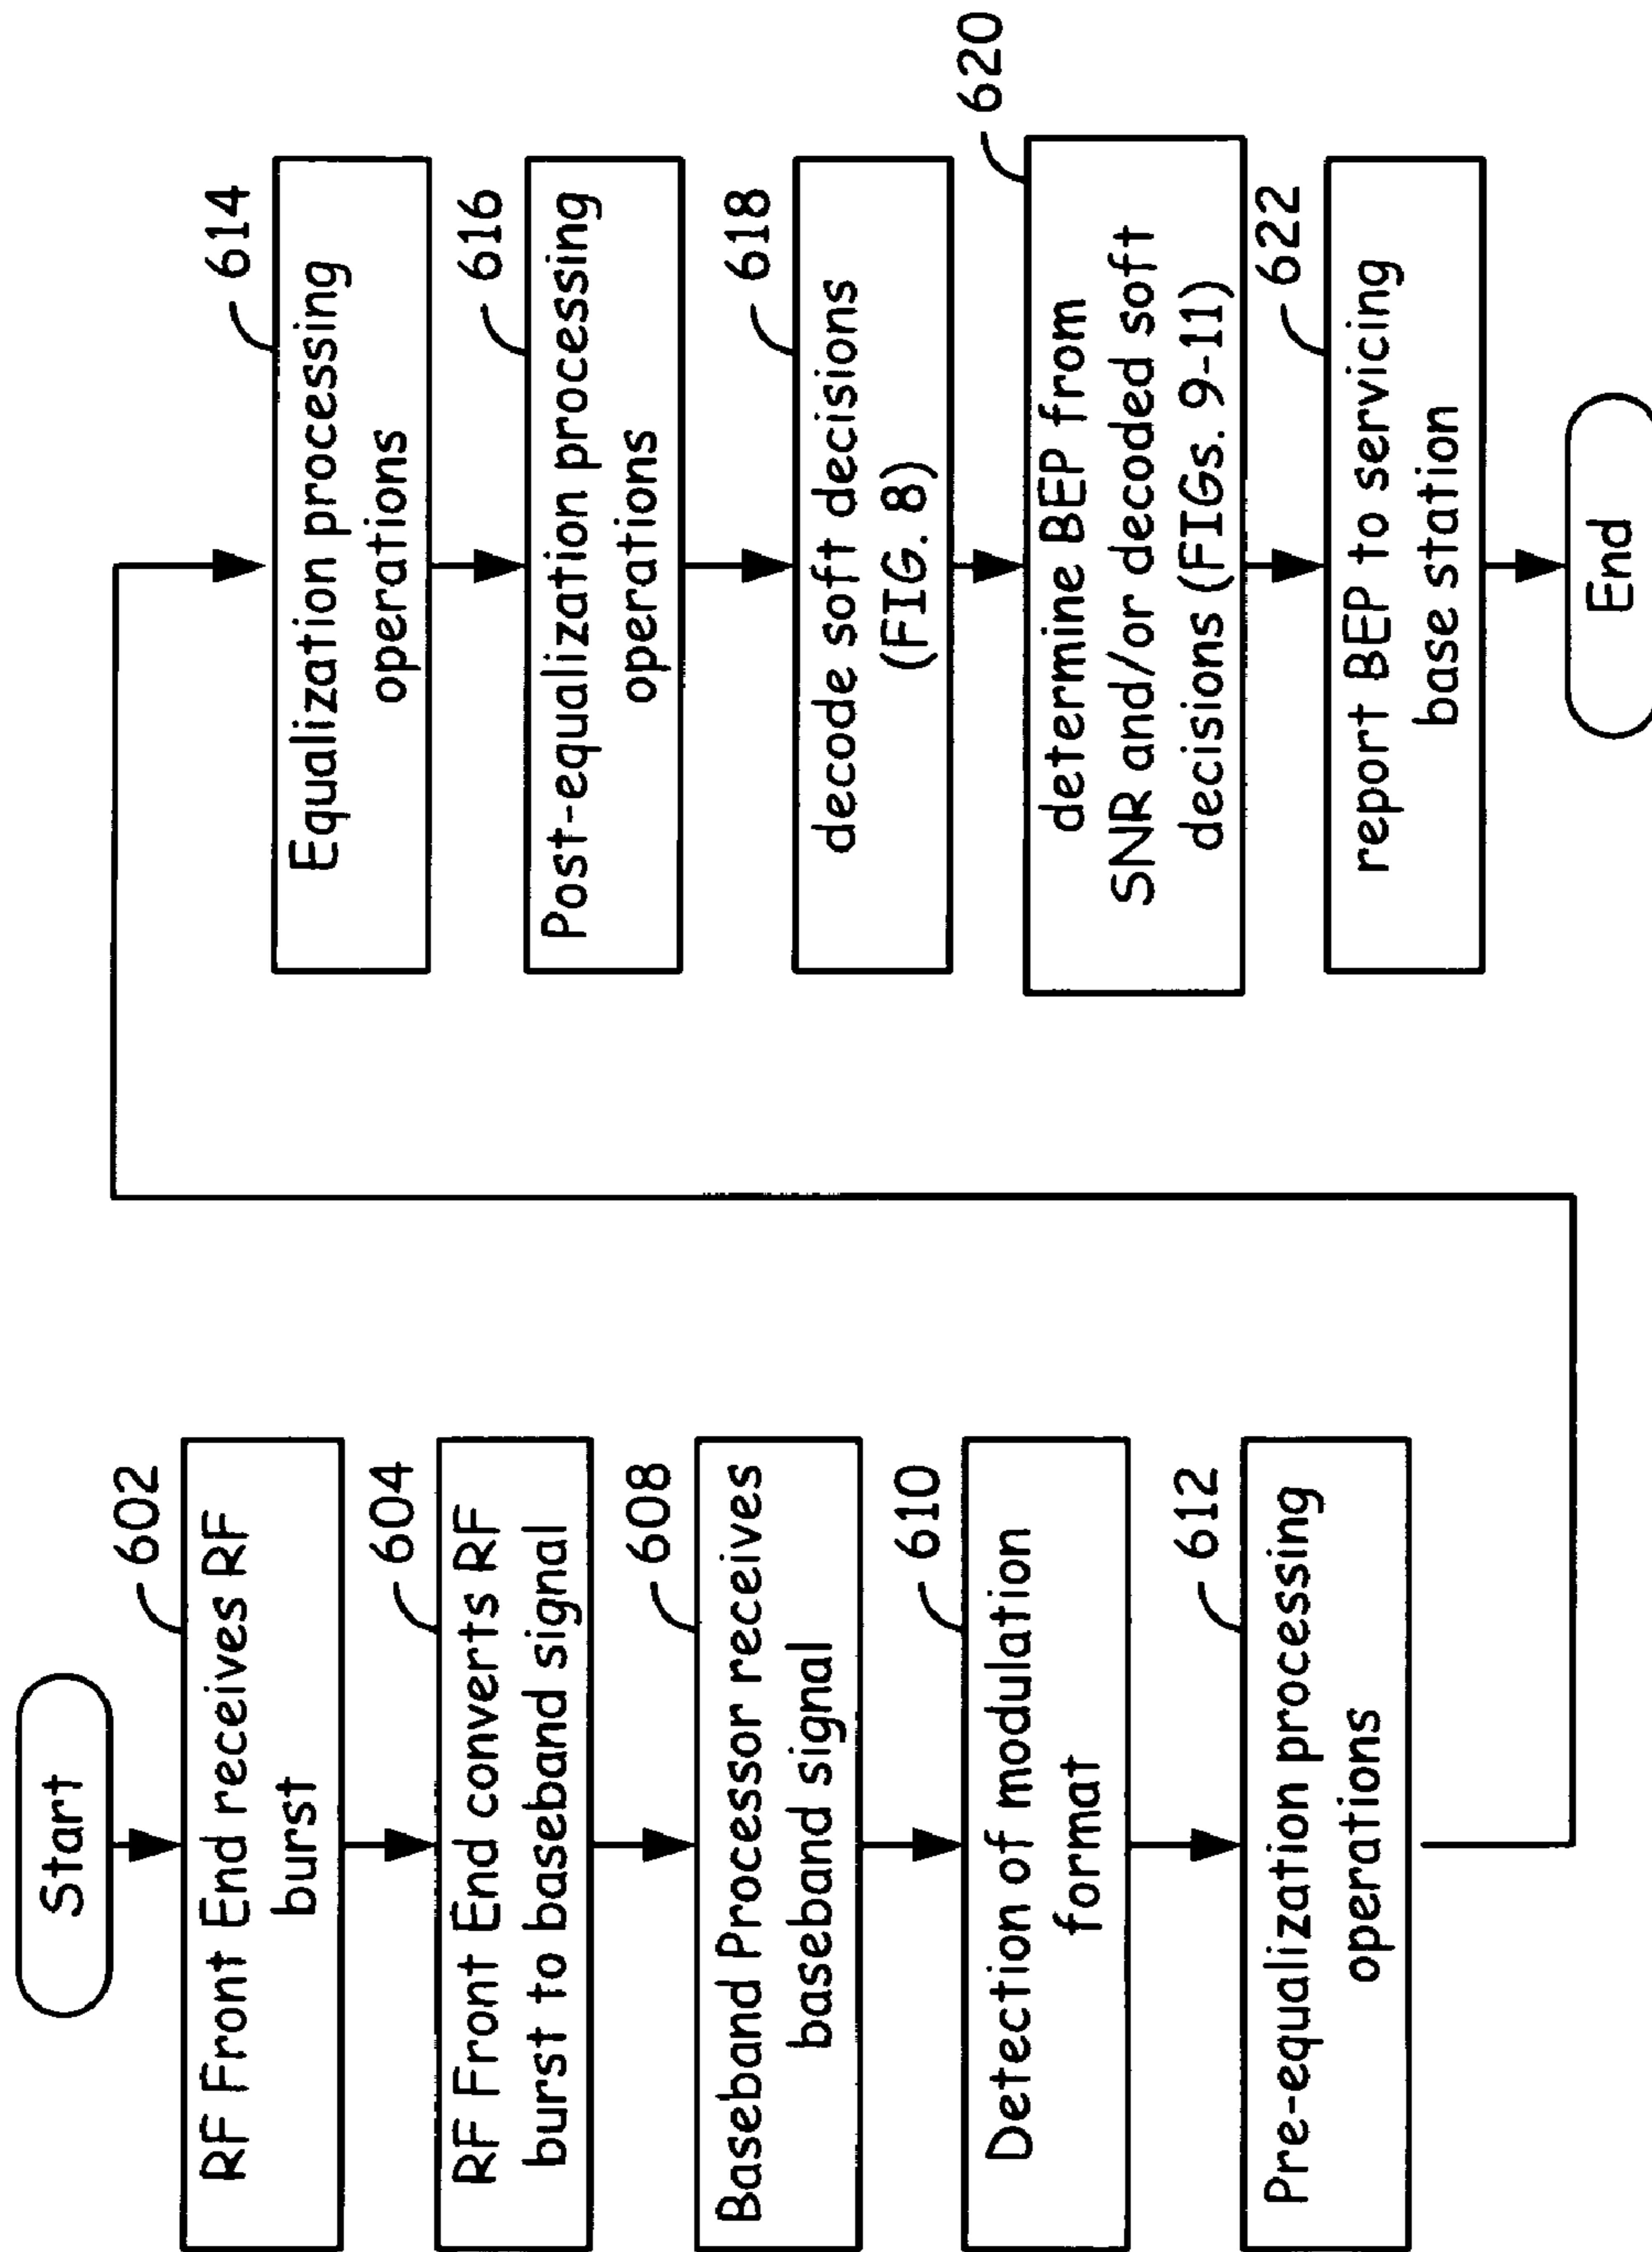 Start
602
RF Front End receives RF
burst
604
RF Front End converts RF
burst to baseband signal
608
Baseband Processor receives
baseband signal
610
Detection of modulation
format
612
Pre-equalization processing
operations
614
Equalization processing
operations
616
Post-equalization processing
operations
618
decode soft decisions
(FIG. 8)
620
determine BEP from
SNR and/or decoded soft
decisions (FIGs. 9-11)
622
report BEP to servicing
base station
End